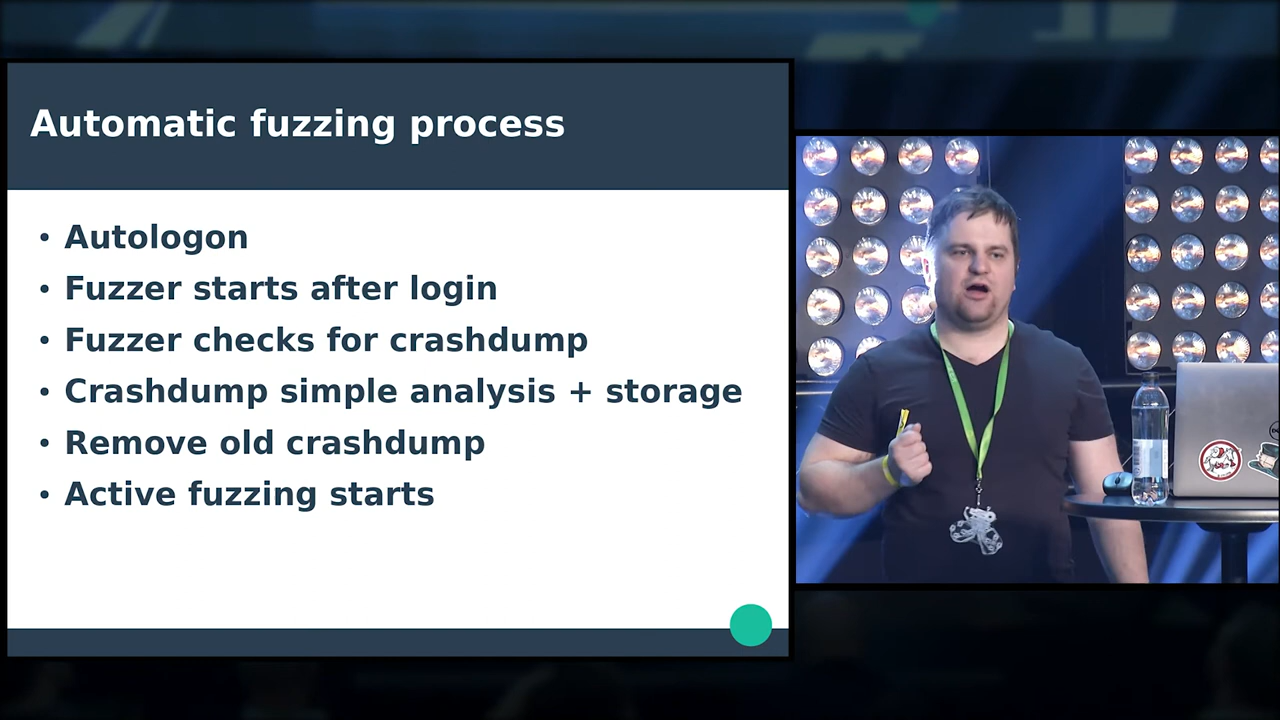 Automatic fuzzing process
• Autologon
• Fuzzer starts after login
• Fuzzer checks for crashdump
• Crashdump simple analysis + storage
• Remove old crashdump
• Active fuzzing starts